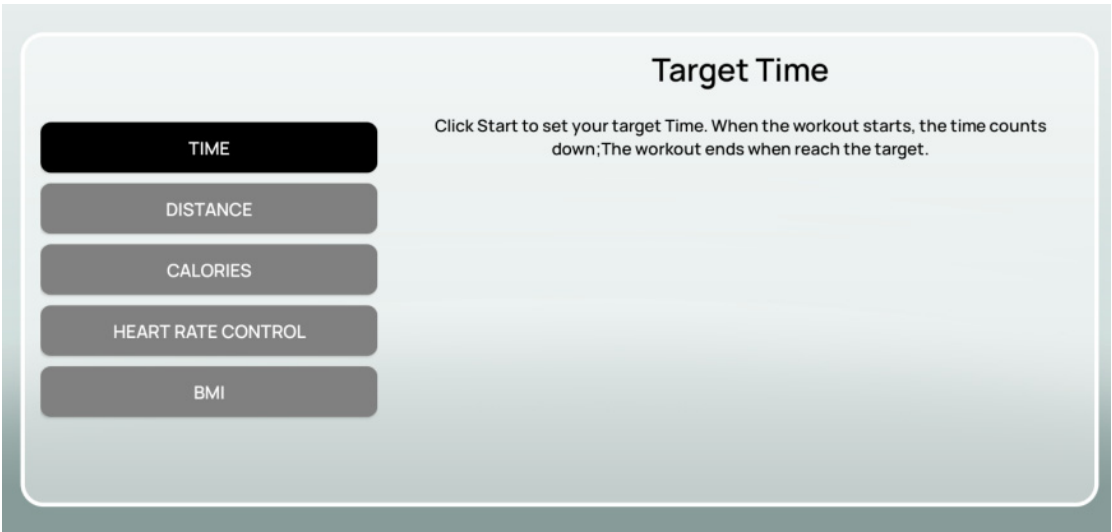 Target Time
Click Start to set your target Time. When the workout starts, the time counts
down;The workout ends when reach the target.
TIME
DISTANCE
CALORIES
HEART RATE CONTROL
BMI